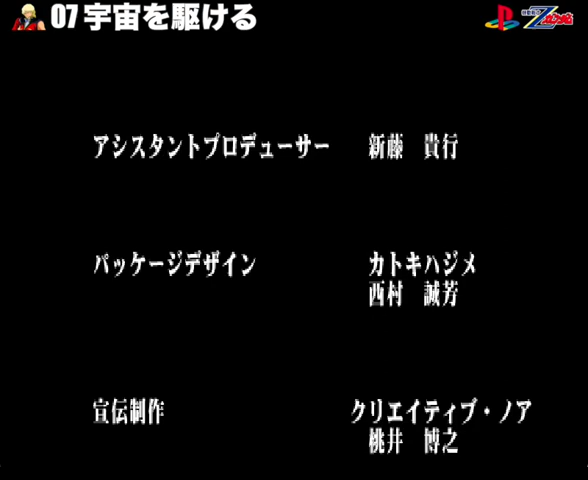 07 宇宙を駆ける
アシスタントプロデューサー 新藤 貴行
パッケージデザイン カトキハジメ
西村 誠芳
宣伝制作 クリエイティブ・ノア
桃井 博之